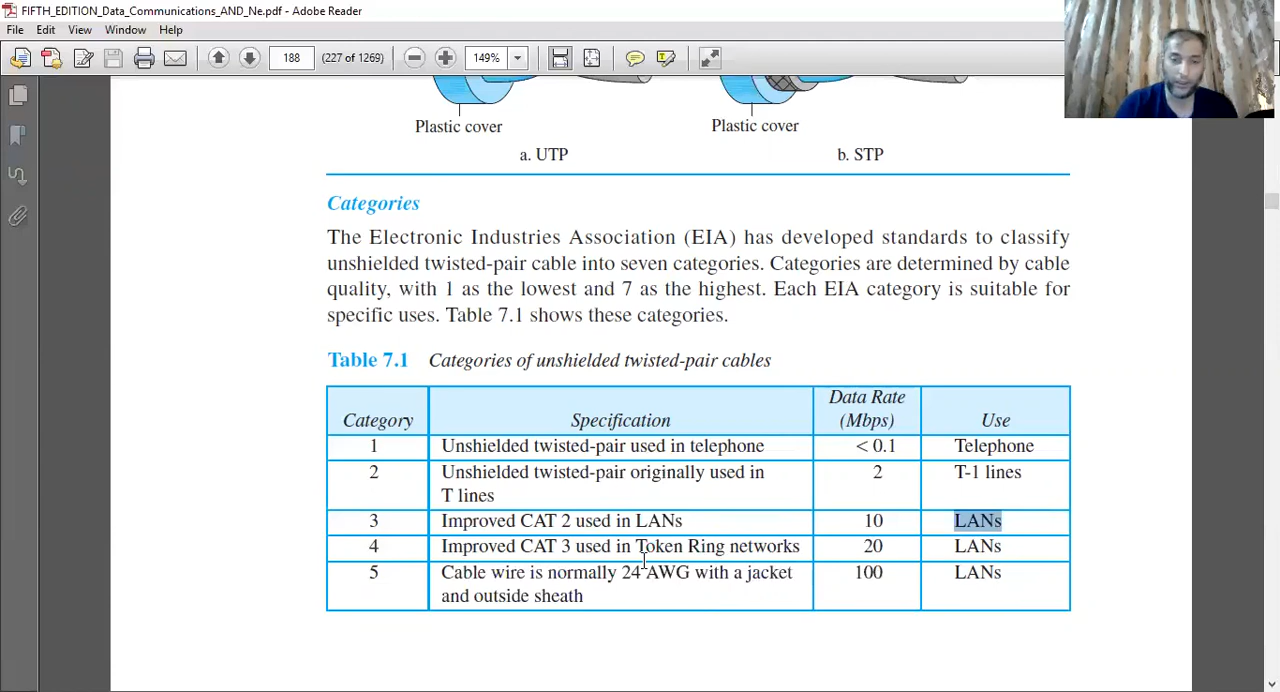 FIFTH_EDITION_Data_Communications_AND_Ne.pdf - Adobe Reader
File Edit View Window Help
188 (227 of 1269) 149%
Plastic cover Plastic cover
a. UTP b. STP
Categories
The Electronic Industries Association (EIA) has developed standards to classify
unshielded twisted-pair cable into seven categories. Categories are determined by cable
quality, with 1 as the lowest and 7 as the highest. Each EIA category is suitable for
specific uses. Table 7.1 shows these categories.
Table 7.1 Categories of unshielded twisted-pair cables
Category Specification Data Rate (Mbps) Use
1 Unshielded twisted-pair used in telephone < 0.1 Telephone
2 Unshielded twisted-pair originally used in 2 T-1 lines
T lines
3 Improved CAT 2 used in LANs 10 LANs
4 Improved CAT 3 used in Token Ring networks 20 LANs
5 Cable wire is normally 24 AWG with a jacket 100 LANs
and outside sheath